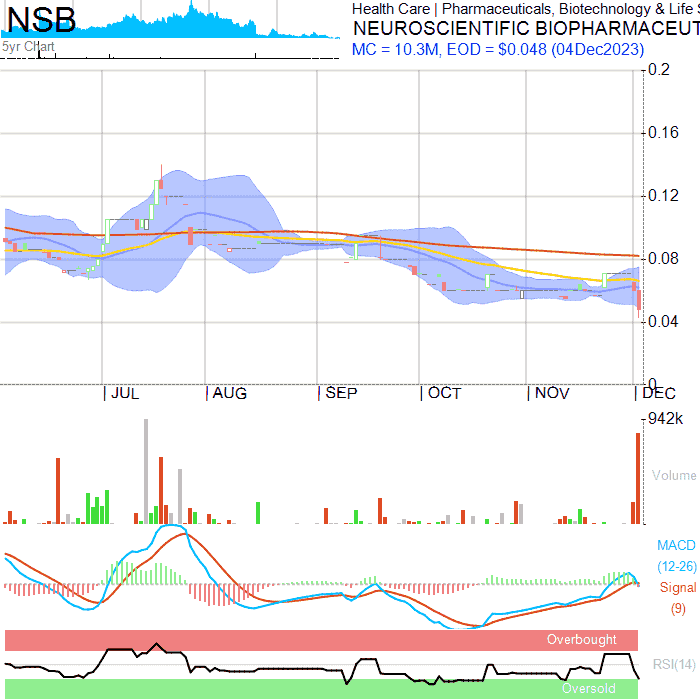 NSB
5yr Chart
Health Care | Pharmaceuticals, Biotechnology & Life
NEUROSCIENTIFIC BIOPHARMACEUT
MC = 10.3M, EOD = $0.048 (04Dec2023)
0.2
0.16
0.12
0.08
0.04
0
JUL
AUG
SEP
OCT
NOV
DEC
942k
Volume
MACD
(12-26)
Signal
(9)
Overbought
RSI(14)
Oversold